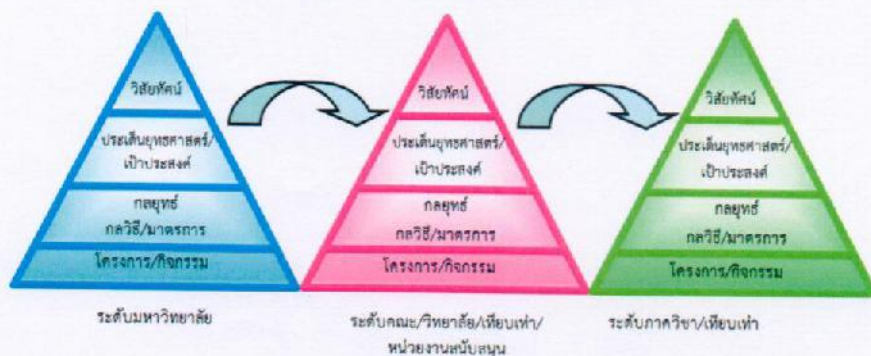 วิสัยทัศน์
ประเด็นยุทธศาสตร์/
เป้าประสงค์
กลยุทธ์
กลวิธี/มาตรการ
โครงการ/กิจกรรม
ระดับมหาวิทยาลัย
วิสัยทัศน์
ประเด็นยุทธศาสตร์/
เป้าประสงค์
กลยุทธ์
กลวิธี/มาตรการ
โครงการ/กิจกรรม
ระดับคณะ/วิทยาลัย/เทียบเท่า/
หน่วยงานสนับสนุน
วิสัยทัศน์
ประเด็นยุทธศาสตร์/
เป้าประสงค์
กลยุทธ์
กลวิธี/มาตรการ
โครงการ/กิจกรรม
ระดับภาควิชา/เทียบเท่า